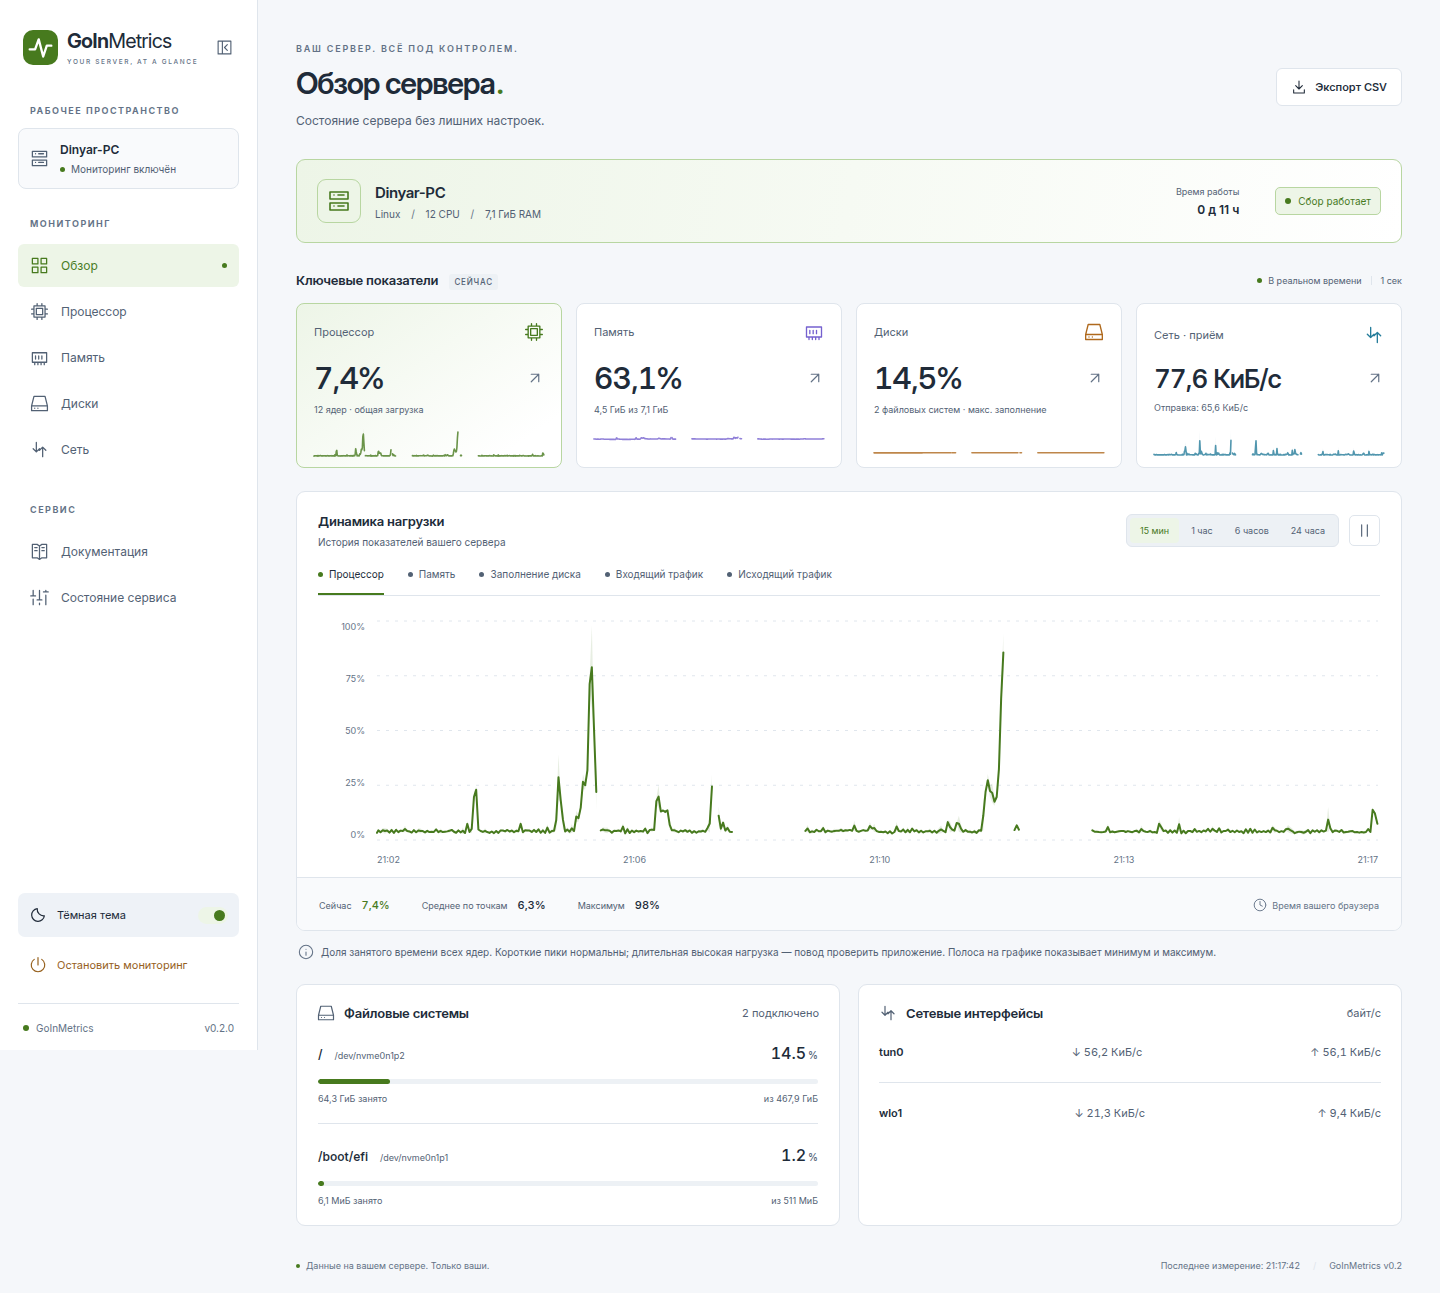 GoInMetrics
YOUR SERVER, AT A GLANCE
РАБОЧЕЕ ПРОСТРАНСТВО
Dinyar-PC
Мониторинг включён
МОНИТОРИНГ
Обзор
Процессор
Память
Диски
Сеть
СЕРВИС
Документация
Состояние сервиса
Тёмная тема
Остановить мониторинг
GoInMetrics v0.2.0
ВАШ СЕРВЕР. ВСЁ ПОД КОНТРОЛЕМ.
Обзор сервера.
Состояние сервера без лишних настроек.
Экспорт CSV
Dinyar-PC
Linux / 12 CPU / 7,1 ГиБ RAM
Время работы
0 д 11 ч
Сбор работает
Ключевые показатели СЕЙЧАС
В реальном времени 1 сек
Процессор
7,4%
12 ядер · общая загрузка
Память
63,1%
4,5 ГиБ из 7,1 ГиБ
Диски
14,5%
2 файловых систем · макс. заполнение
Сеть · приём
77,6 КиБ/с
Отправка: 65,6 КиБ/с
Динамика нагрузки
История показателей вашего сервера
15 мин 1 час 6 часов 24 часа
Процессор Память Заполнение диска Входящий трафик Исходящий трафик
100%
75%
50%
25%
0%
21:02 21:06 21:10 21:13 21:17
Сейчас 7,4% Среднее по точкам 6,3% Максимум 98%
Время вашего браузера
Доля занятого времени всех ядер. Короткие пики нормальны; длительная высокая нагрузка — повод проверить приложение. Полоса на графике показывает минимум и максимум.
Файловые системы 2 подключено
/ /dev/nvme0n1p2 14.5 %
64,3 ГиБ занято из 467,9 ГиБ
/boot/efi /dev/nvme0n1p1 1.2 %
6,1 МиБ занято из 511 МиБ
Сетевые интерфейсы байт/с
tun0 ↓ 56,2 КиБ/с ↑ 56,1 КиБ/с
wlo1 ↓ 21,3 КиБ/с ↑ 9,4 КиБ/с
Данные на вашем сервере. Только ваши.
Последнее измерение: 21:17:42 / GoInMetrics v0.2